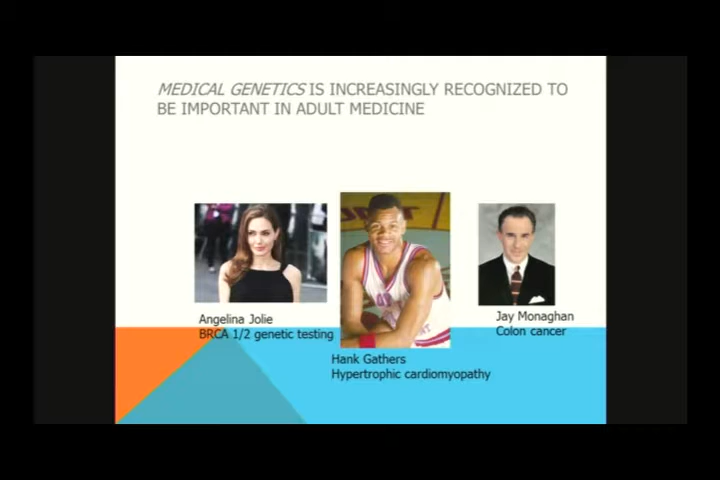 MEDICAL GENETICS IS INCREASINGLY RECOGNIZED TO
BE IMPORTANT IN ADULT MEDICINE
Angelina Jolie
BRCA 1/2 genetic testing
Hank Gathers
Hypertrophic cardiomyopathy
Jay Monaghan
Colon cancer